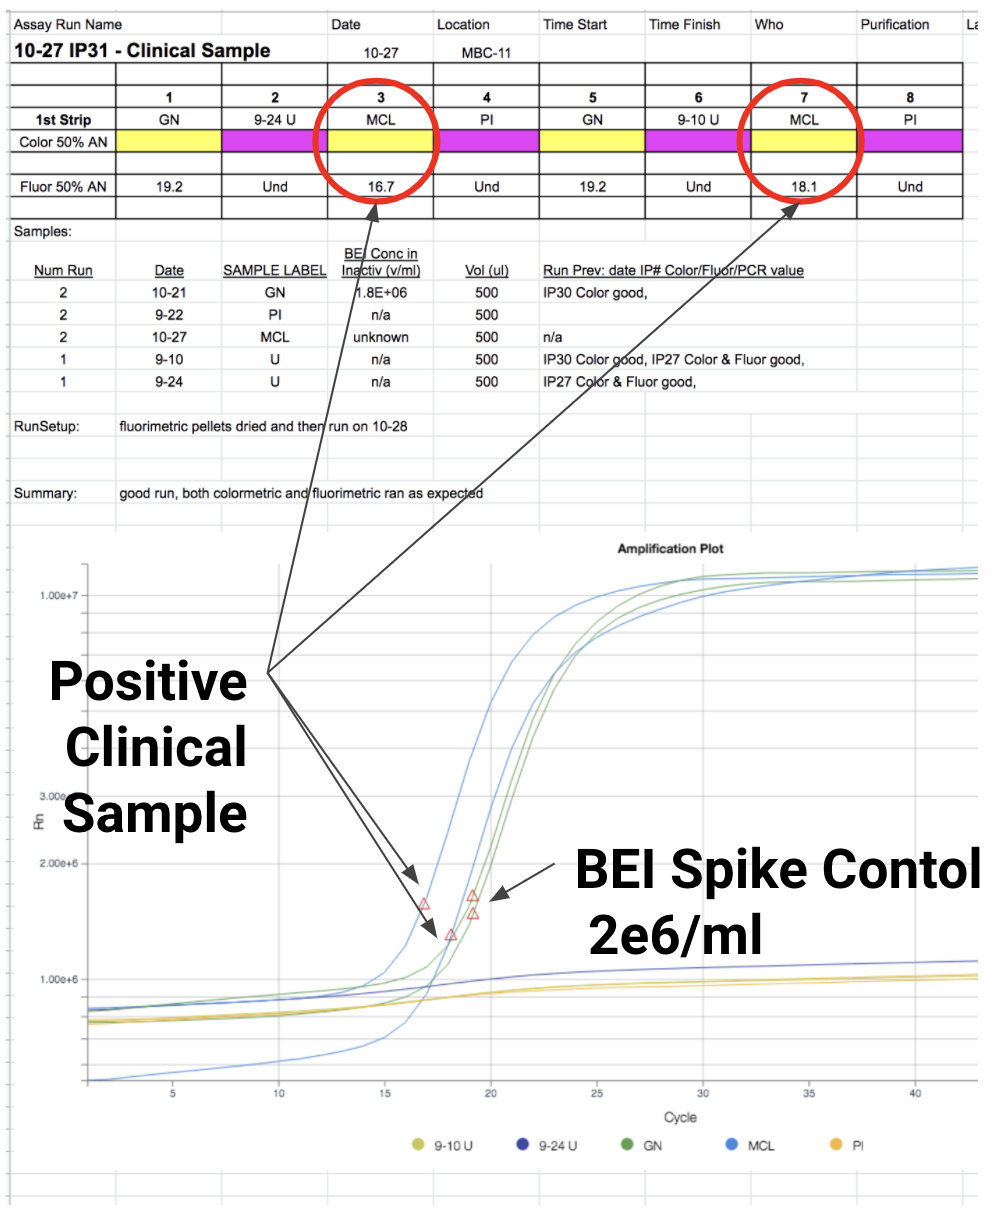 Assay Run Name Date Location Time Start Time Finish Who Purification
10-27 IP31 - Clinical Sample 10-27 MBC-11
1 2 3 4 5 6 7 8
1st Strip GN 9-24 U MCL PI GN 9-10 U MCL PI
Color 50% AN
Fluor 50% AN 19.2 Und 16.7 Und 19.2 Und 18.1 Und
Samples:
BEI Conc in
Num Run Date SAMPLE LABEL Inactiv (v/ml) Vol (ul) Run Prev: date IP# Color/Fluor/PCR value
2 10-21 GN 1.8E+06 500 IP30 Color good,
2 9-22 PI n/a 500
2 10-27 MCL unknown 500 n/a
1 9-10 U n/a 500 IP30 Color good, IP27 Color & Fluor good,
1 9-24 U n/a 500 IP27 Color & Fluor good,
RunSetup: fluorimetric pellets dried and then run on 10-28
Summary: good run, both colormetric and fluorimetric ran as expected
Amplification Plot
1.00e+7
Positive
Clinical
Sample
3.00e
Rn
2.00e+6
BEI Spike Contol
2e6/ml
1.00e+6
5 10 15 20 25 30 35 40
Cycle
9-10 U 9-24 U GN MCL PI